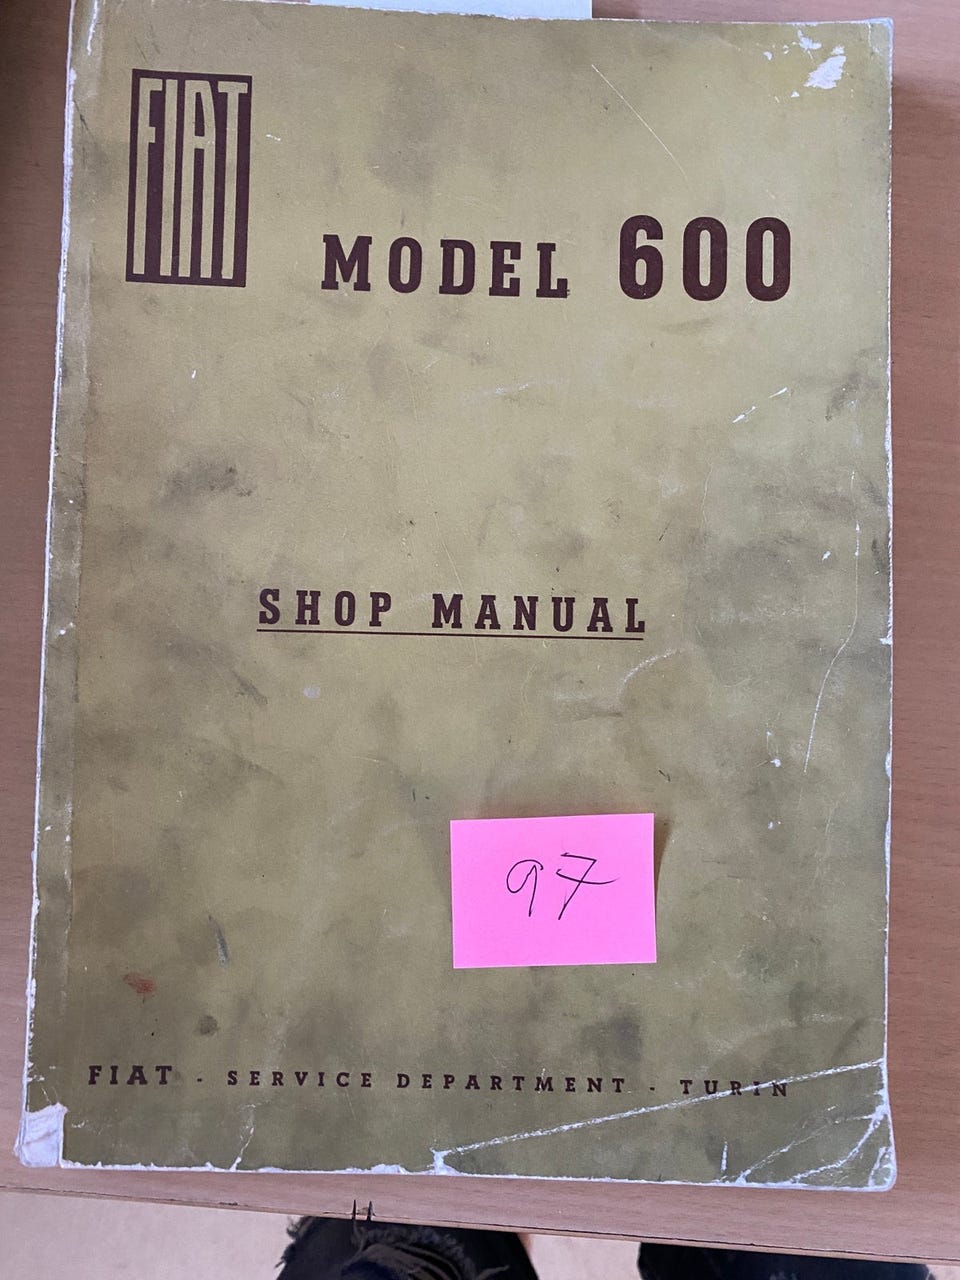 FIAT
MODEL 600
SHOP MANUAL
97
FIAT - SERVICE DEPARTMENT - TURIN